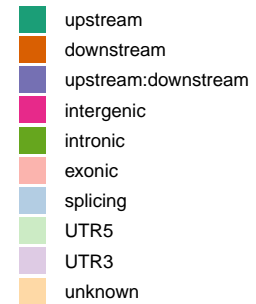 upstream
downstream
upstream:downstream
intergenic
intronic
exonic
splicing
UTR5
UTR3
unknown